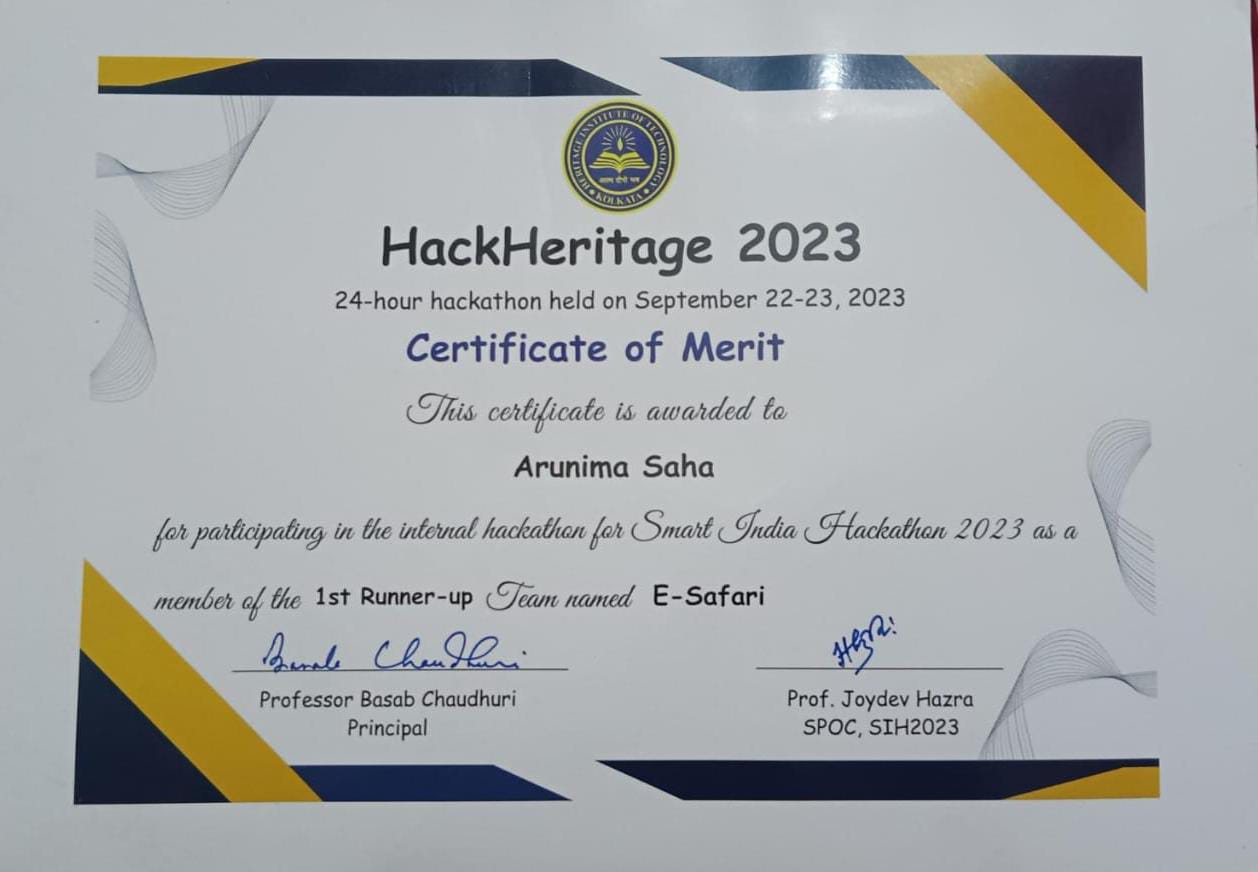 HERITAGE INSTITUTE OF TECHNOLOGY
KOLKATA
HackHeritage 2023
24-hour hackathon held on September 22-23, 2023
Certificate of Merit
This certificate is awarded to
Arunima Saha
for participating in the internal hackathon for Smart India Hackathon 2023 as a
member of the 1st Runner-up Team named E-Safari
Basab Chaudhuri
Professor Basab Chaudhuri
Principal
Prof. Joydev Hazra
SPOC, SIH2023